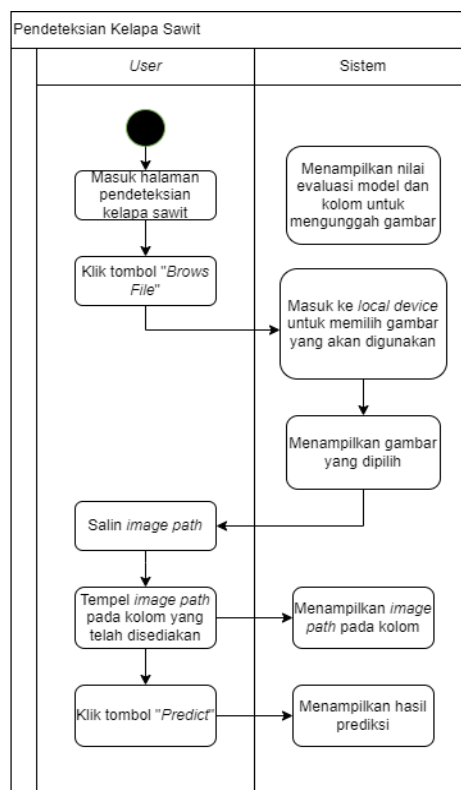 Pendeteksian Kelapa Sawit
User
Sistem
Masuk halaman
pendeteksian
kelapa sawit
Menampilkan nilai
evaluasi model dan
kolom untuk
mengunggah gambar
Klik tombol "Brows
File"
Masuk ke local device
untuk memilih gambar
yang akan digunakan
Menampilkan gambar
yang dipilih
Salin image path
Tempel image path
pada kolom yang
telah disediakan
Menampilkan image
path pada kolom
Klik tombol "Predict"
Menampilkan hasil
prediksi